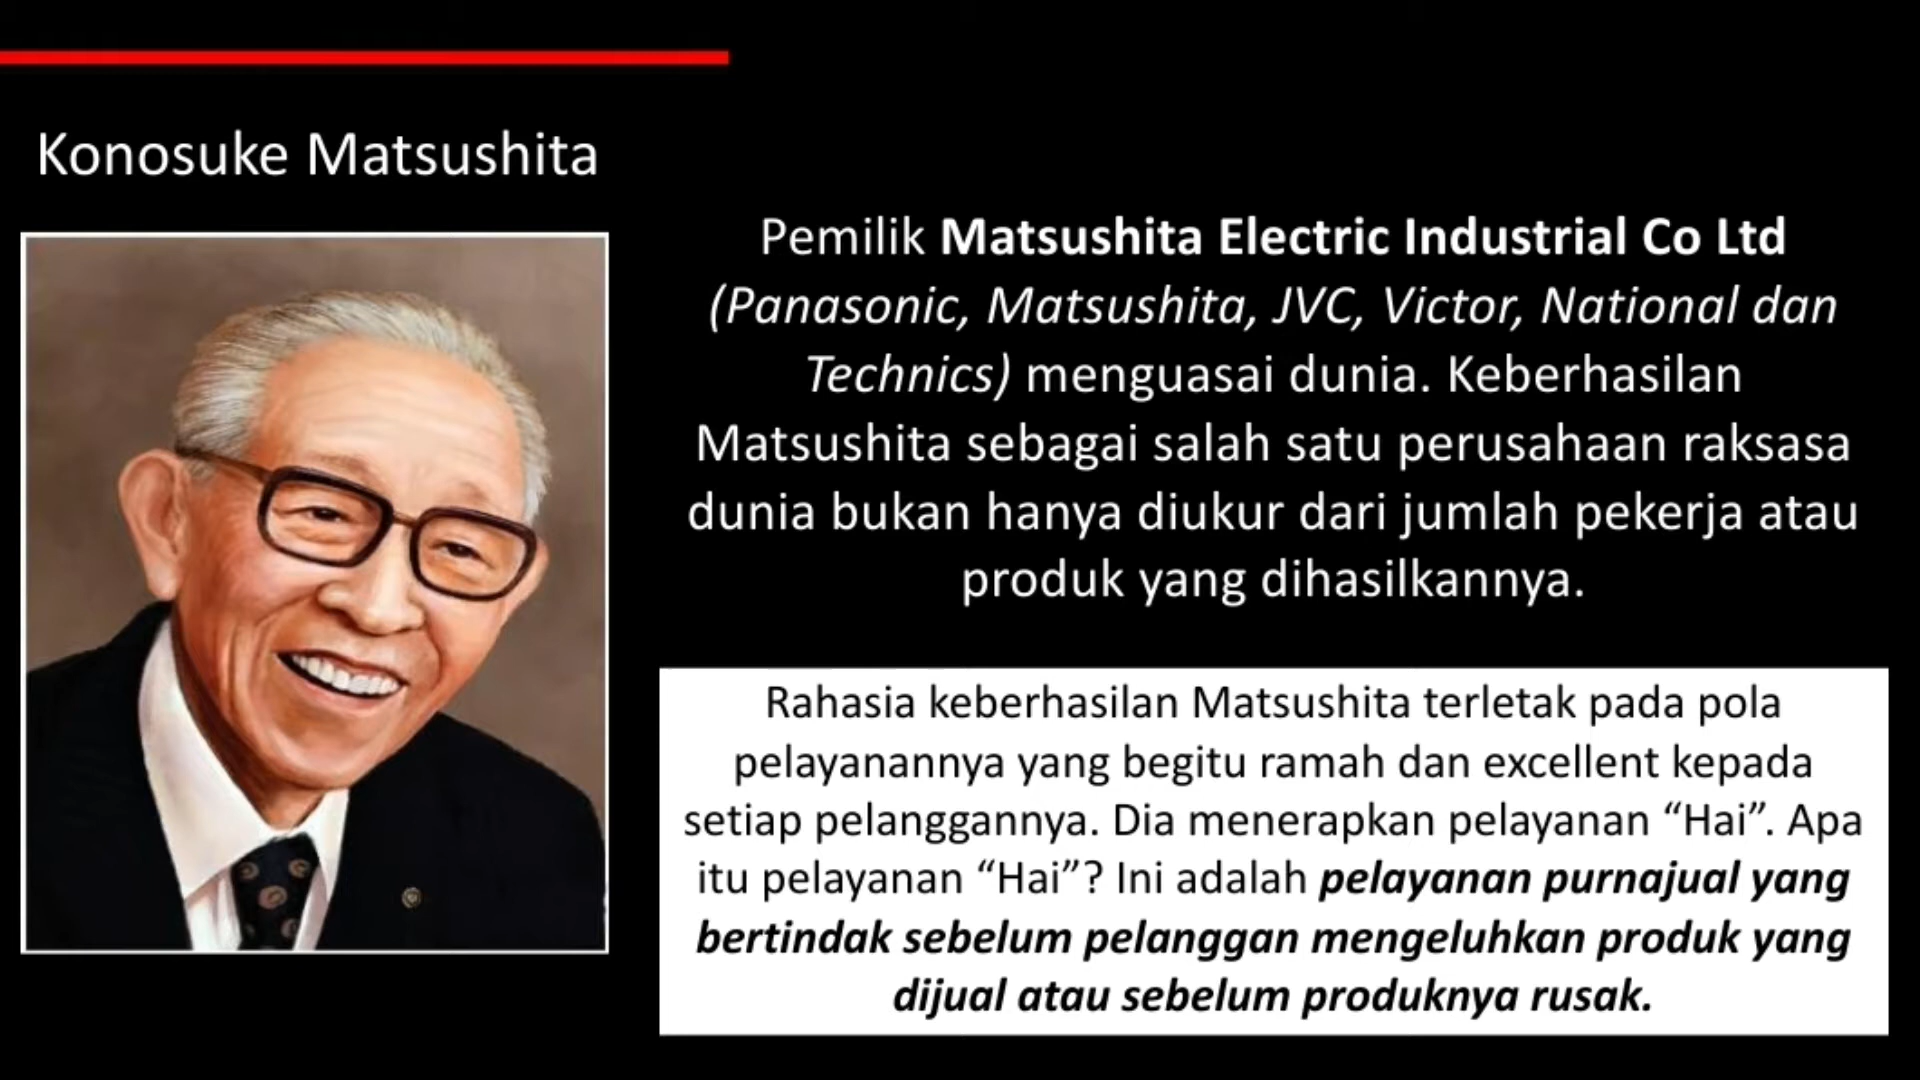 Konosuke Matsushita
Pemilik Matsushita Electric Industrial Co Ltd
(Panasonic, Matsushita, JVC, Victor, National dan
Technics) menguasai dunia. Keberhasilan
Matsushita sebagai salah satu perusahaan raksasa
dunia bukan hanya diukur dari jumlah pekerja atau
produk yang dihasilkannya.
Rahasia keberhasilan Matsushita terletak pada pola
pelayanannya yang begitu ramah dan excellent kepada
setiap pelanggannya. Dia menerapkan pelayanan “Hai”. Apa
itu pelayanan “Hai”? Ini adalah pelayanan purnajual yang
bertindak sebelum pelanggan mengeluhkan produk yang
dijual atau sebelum produknya rusak.